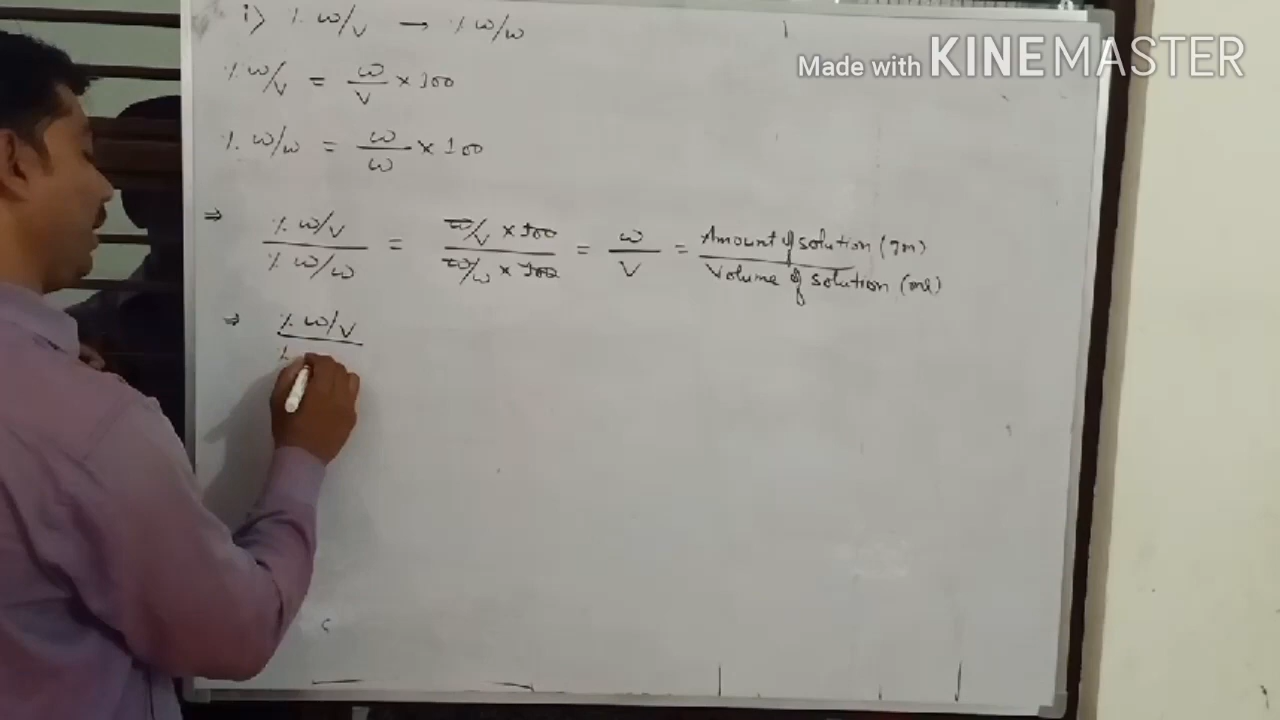 i) % w/v → % w/w
Made with KINEMASTER
% w/v = w/v × 100
% w/w = w/w × 100
⇒ % w/v / % w/w = w/v × 100 / w/w × 100 = w/v = Amount of solution (gm) / Volume of solution (ml)
⇒ % w/v
%